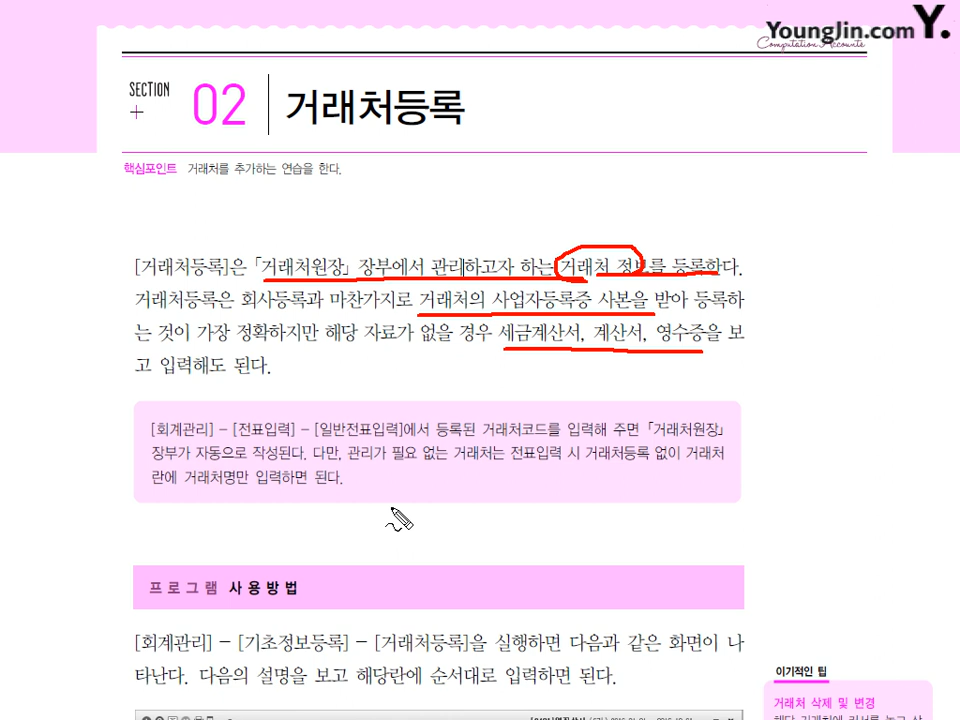 YoungJin.com Y.
Computation Accounts
SECTION
+
02
거래처등록
핵심포인트 거래처를 추가하는 연습을 한다.
[거래처등록]은 「거래처원장」 장부에서 관리하고자 하는 거래처 정보를 등록한다.
거래처등록은 회사등록과 마찬가지로 거래처의 사업자등록증 사본을 받아 등록하
는 것이 가장 정확하지만 해당 자료가 없을 경우 세금계산서, 계산서, 영수증을 보
고 입력해도 된다.
[회계관리] – [전표입력] – [일반전표입력]에서 등록된 거래처코드를 입력해 주면 「거래처원장」
장부가 자동으로 작성된다. 다만, 관리가 필요 없는 거래처는 전표입력 시 거래처등록 없이 거래처
란에 거래처명만 입력하면 된다.
프로그램 사용방법
[회계관리] – [기초정보등록] – [거래처등록]을 실행하면 다음과 같은 화면이 나
타난다. 다음의 설명을 보고 해당란에 순서대로 입력하면 된다.
이기적인 팁
거래처 삭제 및 변경